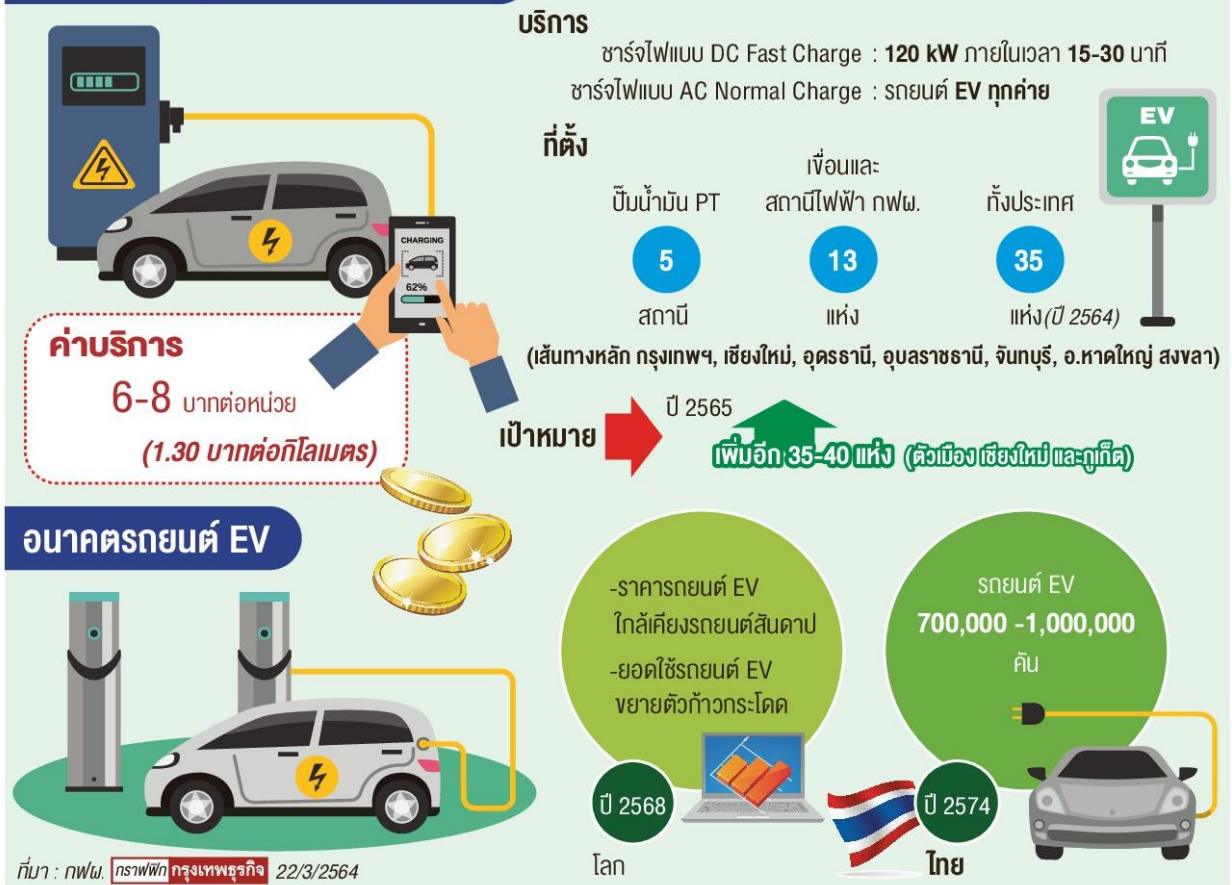 บริการ
ชาร์จไฟแบบ DC Fast Charge : 120 kW ภายในเวลา 15-30 นาที
ชาร์จไฟแบบ AC Normal Charge : รถยนต์ EV ทุกค่าย
EV
ที่ตั้ง
ปั๊มน้ำมัน PT
5
สถานี
เขื่อนและ
สถานีไฟฟ้า กฟผ.
13
แห่ง
ทั้งประเทศ
35
แห่ง(ปี 2564)
(เส้นทางหลัก กรุงเทพฯ, เชียงใหม่, อุดรธานี, อุบลราชธานี, จันทบุรี, อ.หาดใหญ่ สงขลา)
CHARGING
62%
ค่าบริการ
6-8 บาทต่อหน่วย
(1.30 บาทต่อกิโลเมตร)
เป้าหมาย
ปี 2565
เพิ่มอีก 35-40 แห่ง (ตัวเมือง เชียงใหม่ และภูเก็ต)
อนาคตรถยนต์ EV
-ราคารถยนต์ EV
ใกล้เคียงรถยนต์สันดาป
-ยอดใช้รถยนต์ EV
ขยายตัวก้าวกระโดด
ปี 2568
โลก
รถยนต์ EV
700,000 -1,000,000
คัน
ปี 2574
ไทย
ที่มา : กฟผ. กราฟฟิก กรุงเทพธุรกิจ 22/3/2564